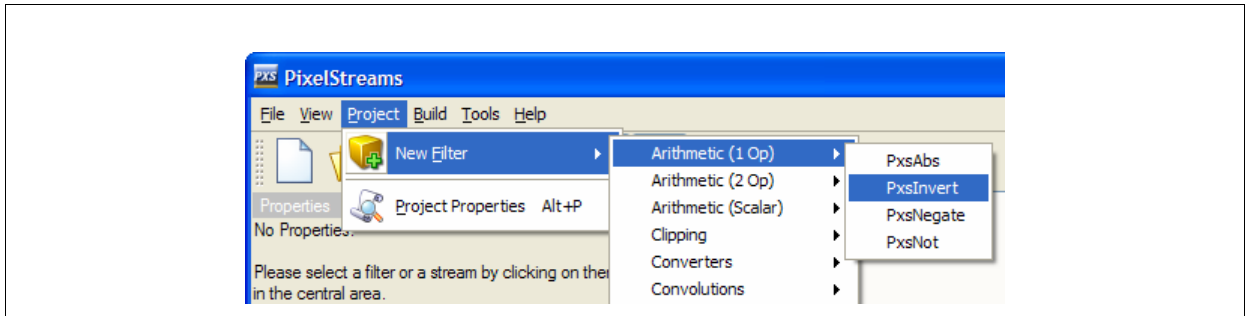 PXS PixelStreams
File View Project Build Tools Help
New Filter
Project Properties Alt+P
Arithmetic (1 Op)
Arithmetic (2 Op)
Arithmetic (Scalar)
Clipping
Converters
Convolutions
PxsAbs
PxsInvert
PxsNegate
PxsNot
Properties
No Properties.
Please select a filter or a stream by clicking on
in the central area.